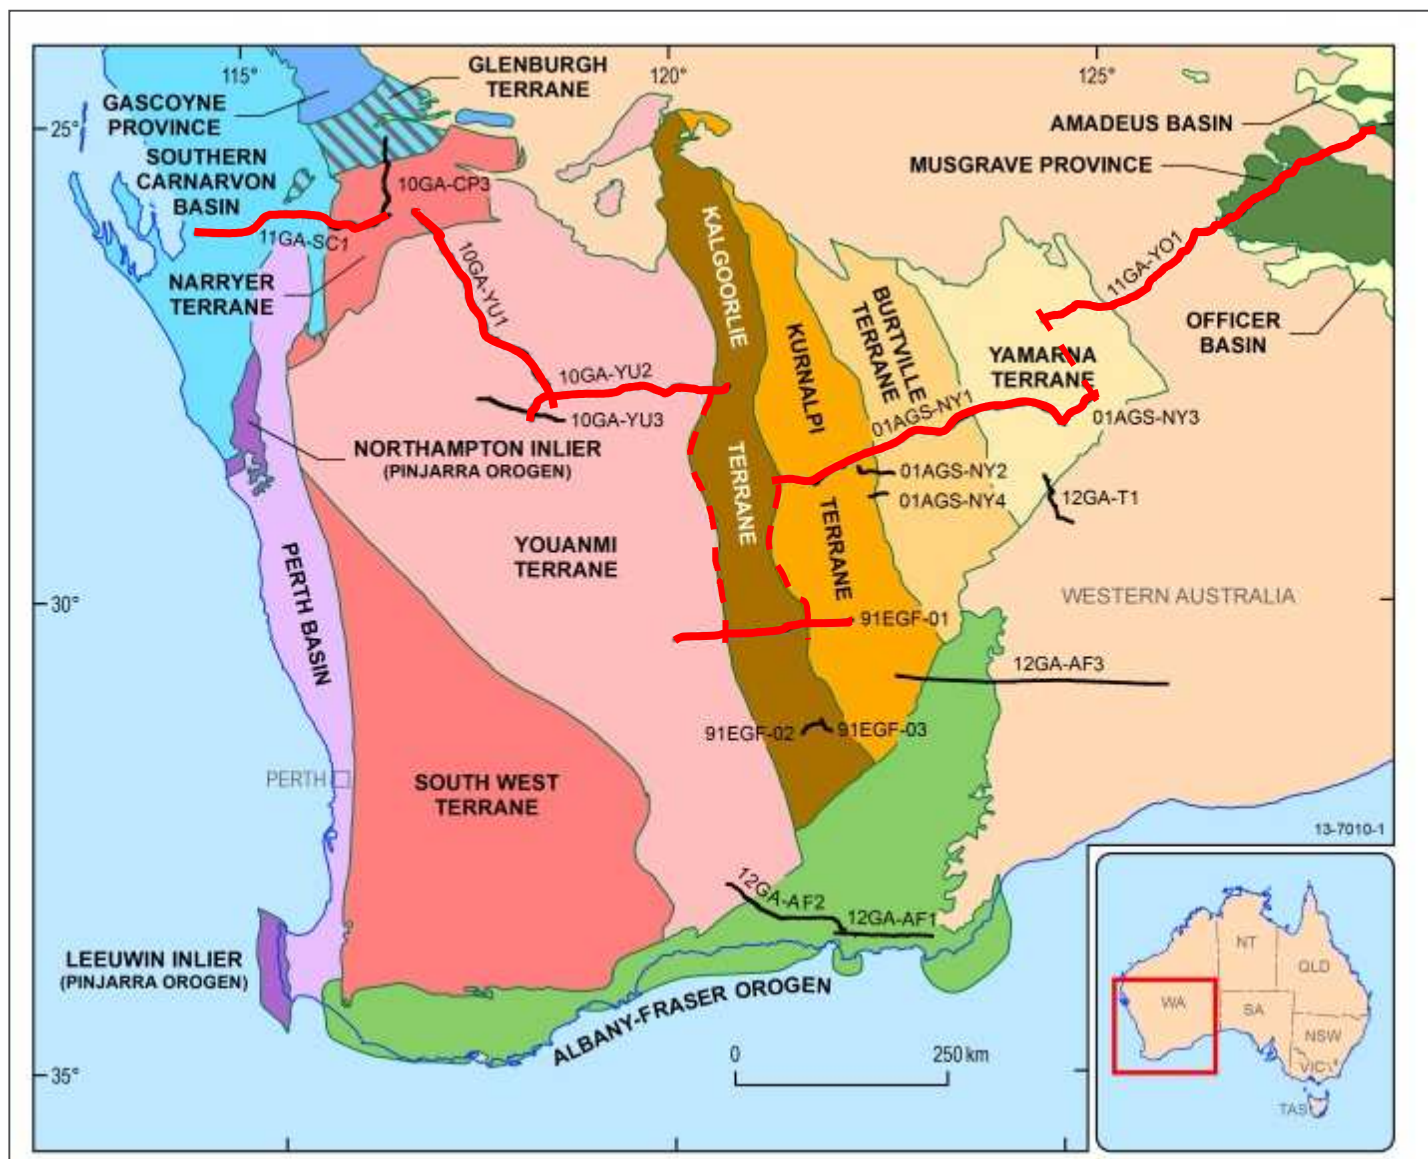 115°
120°
125°
GLENBURGH
TERRANE
GASCOYNE
PROVINCE
25°
AMADEUS BASIN
MUSGRAVE PROVINCE
SOUTHERN
CARNARVON
BASIN
10GA-CP3
11GA-SC1
10GA-YU1
KALGOORLIE
TERRANE
11GA-YO1
NARRYER
TERRANE
OFFICER
BASIN
BURTVILLE
TERRANE
KURNALPI
TERRANE
YAMARNA
TERRANE
10GA-YU2
10GA-YU3
01AGS-NY1
01AGS-NY3
NORTHAMPTON INLIER
(PINJARRA OROGEN)
01AGS-NY2
01AGS-NY4
12GA-T1
YOUANMI
TERRANE
PERTH BASIN
30°
WESTERN AUSTRALIA
91EGF-01
12GA-AF3
91EGF-02
91EGF-03
PERTH
SOUTH WEST
TERRANE
13-7010-1
12GA-AF2
12GA-AF1
LEEUWIN INLIER
(PINJARRA OROGEN)
ALBANY-FRASER OROGEN
0
250 km
35°
NT
QLD
WA
SA
NSW
VIC
TAS